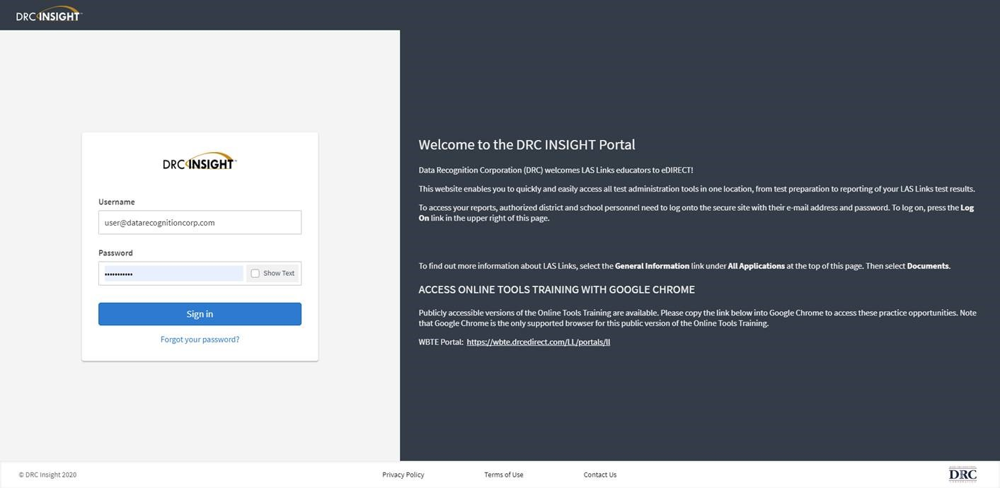 DRC INSIGHT™
DRC INSIGHT™
Username
user@datarecognitioncorp.com
Password
•••••••••••
Show Text
Sign in
Forgot your password?
Welcome to the DRC INSIGHT Portal
Data Recognition Corporation (DRC) welcomes LAS Links educators to eDIRECT!
This website enables you to quickly and easily access all test administration tools in one location, from test preparation to reporting of your LAS Links test results.
To access your reports, authorized district and school personnel need to log onto the secure site with their e-mail address and password. To log on, press the Log
On link in the upper right of this page.
To find out more information about LAS Links, select the General Information link under All Applications at the top of this page. Then select Documents.
ACCESS ONLINE TOOLS TRAINING WITH GOOGLE CHROME
Publicly accessible versions of the Online Tools Training are available. Please copy the link below into Google Chrome to access these practice opportunities. Note
that Google Chrome is the only supported browser for this public version of the Online Tools Training.
WBTE Portal: https://wbte.drcedirect.com/LL/portals/ll
© DRC Insight 2020
Privacy Policy
Terms of Use
Contact Us
DRC